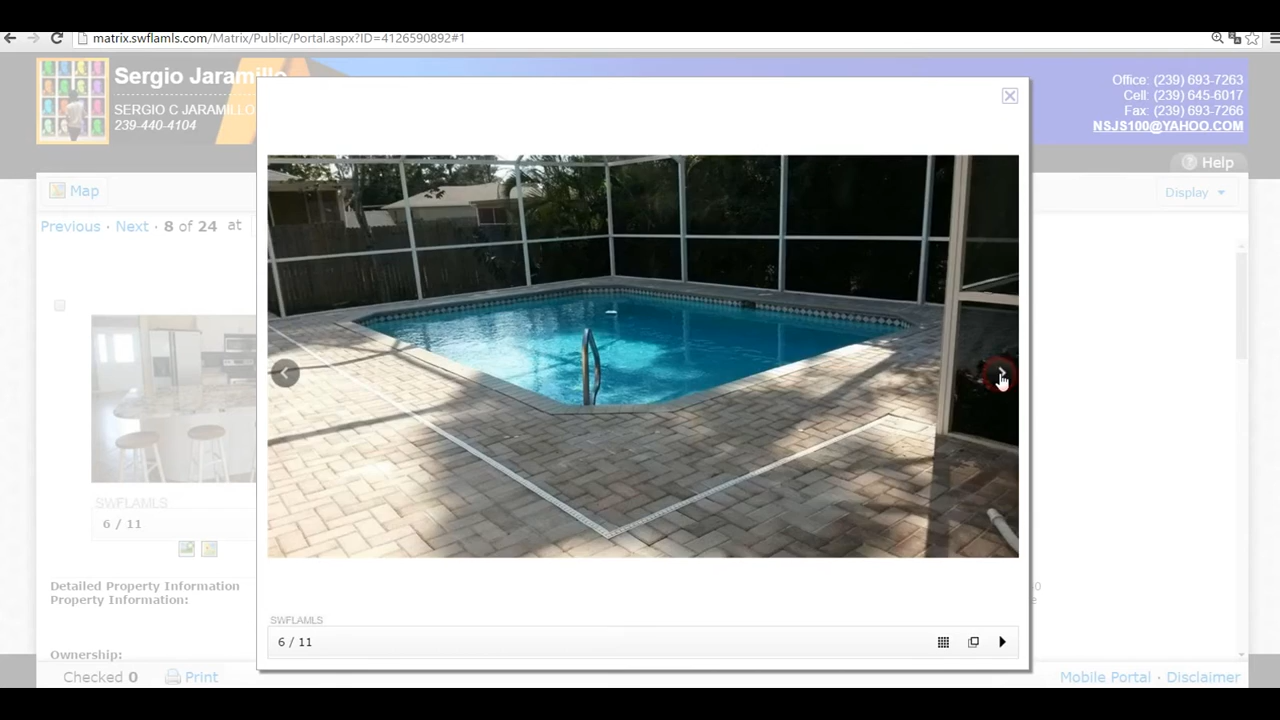 matrix.swflamls.com/Matrix/Public/Portal.aspx?ID=4126590892#1
Sergio Jaramillo
SERGIO C JARAMILLO
239-440-4104
Office: (239) 693-7263
Cell: (239) 645-6017
Fax: (239) 693-7266
NSJS100@YAHOO.COM
Help
Map
Display
Previous · Next · 8 of 24 at
SWFLAMLS
6 / 11
Detailed Property Information
Property Information:
Ownership:
SWFLAMLS
6 / 11
Checked 0 Print
Mobile Portal · Disclaimer